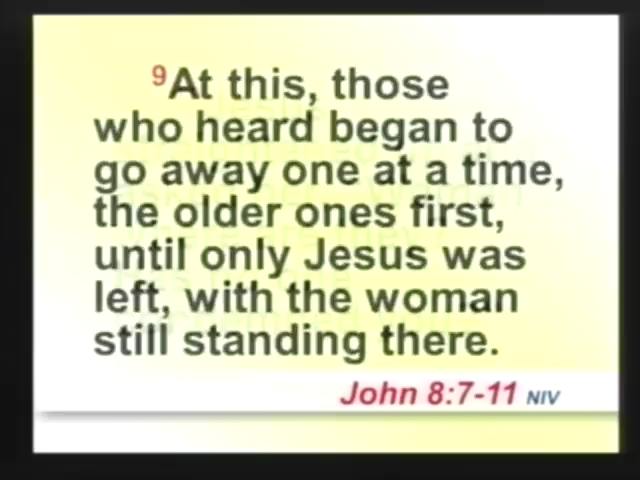 9At this, those
who heard began to
go away one at a time,
the older ones first,
until only Jesus was
left, with the woman
still standing there.
John 8:7-11 NIV